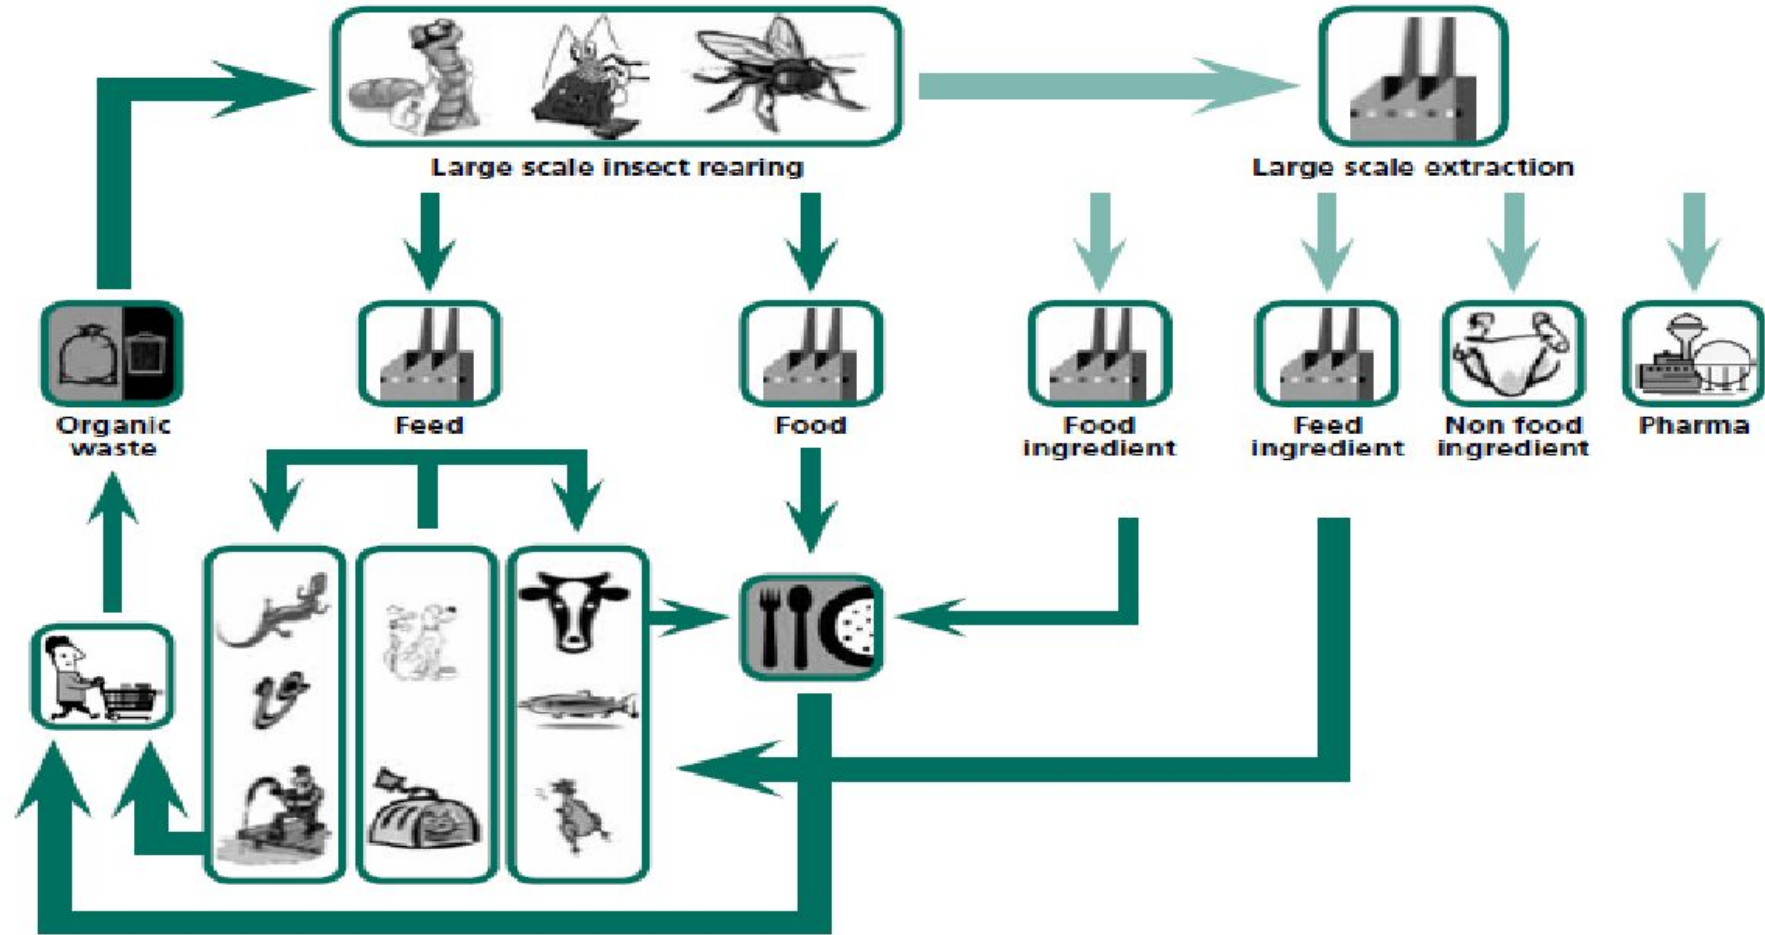 Large scale insect rearing
Large scale extraction
Organic
waste
Feed
Food
Food
ingredient
Feed
ingredient
Non food
ingredient
Pharma